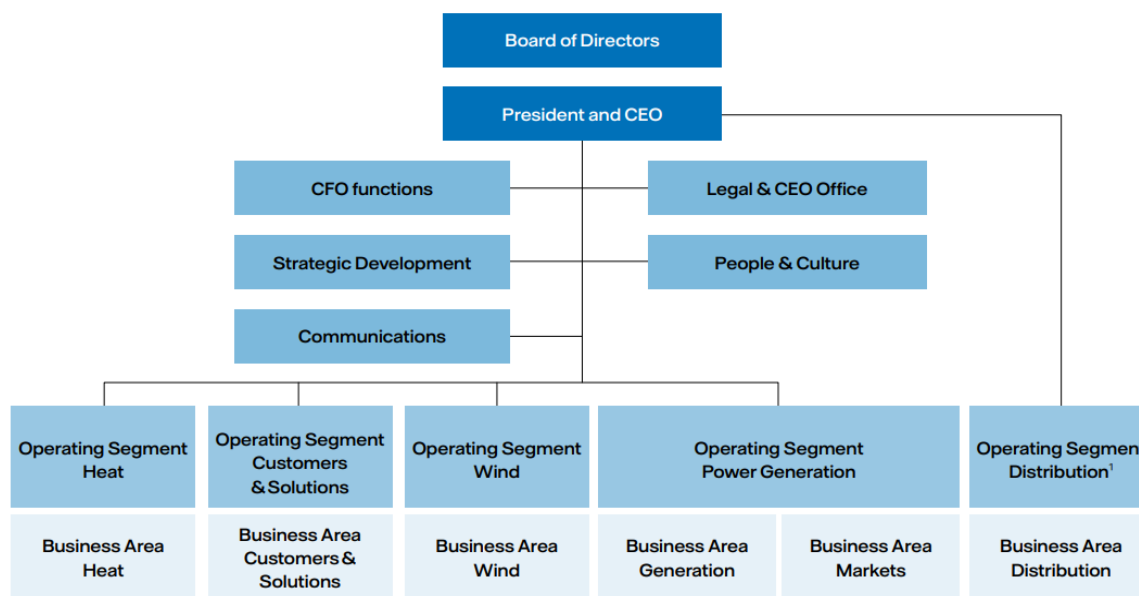 Board of Directors
President and CEO
CFO functions
Legal & CEO Office
Strategic Development
People & Culture
Communications
Operating Segment
Heat
Operating Segment
Customers
& Solutions
Operating Segment
Wind
Operating Segment
Power Generation
Operating Segmen
Distribution¹
Business Area
Heat
Business Area
Customers &
Solutions
Business Area
Wind
Business Area
Generation
Business Area
Markets
Business Area
Distribution